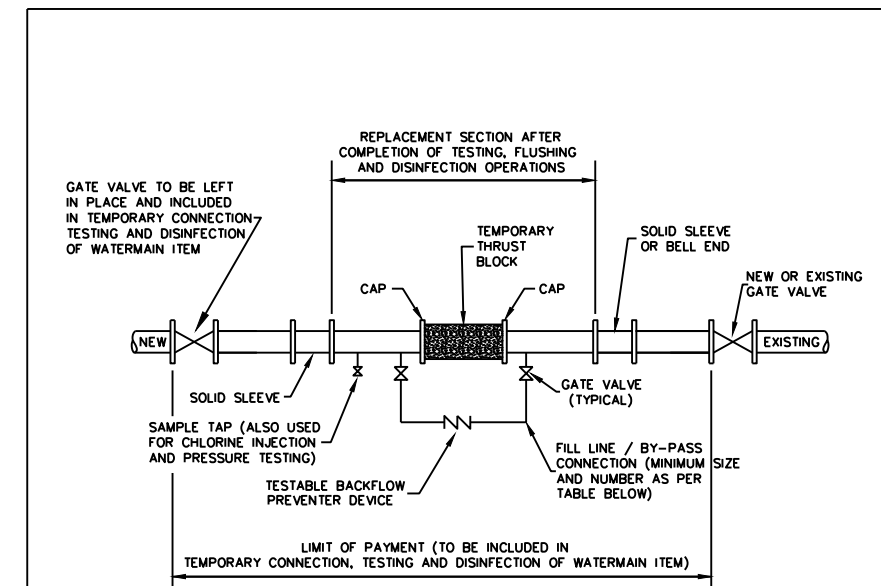 REPLACEMENT SECTION AFTER
COMPLETION OF TESTING, FLUSHING
AND DISINFECTION OPERATIONS
GATE VALVE TO BE LEFT
IN PLACE AND INCLUDED
IN TEMPORARY CONNECTION
TESTING AND DISINFECTION
OF WATERMAIN ITEM
TEMPORARY
THRUST
BLOCK
SOLID SLEEVE
OR BELL END
CAP
CAP
NEW OR EXISTING
GATE VALVE
NEW
EXISTING
SOLID SLEEVE
GATE VALVE
(TYPICAL)
SAMPLE TAP (ALSO USED
FOR CHLORINE INJECTION
AND PRESSURE TESTING)
FILL LINE / BY-PASS
CONNECTION (MINIMUM SIZE
AND NUMBER AS PER
TABLE BELOW)
TESTABLE BACKFLOW
PREVENTER DEVICE
LIMIT OF PAYMENT (TO BE INCLUDED IN
TEMPORARY CONNECTION, TESTING AND DISINFECTION OF WATERMAIN ITEM)